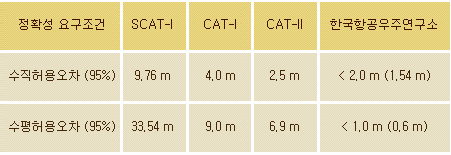 정확성 요구조건 SCAT-I CAT-I CAT-II 한국항공우주연구소
수직허용오차 (95%) 9.76 m 4.0 m 2.5 m < 2.0 m (1.54 m)
수평허용오차 (95%) 33.54 m 9.0 m 6.9 m < 1.0 m (0.6 m)